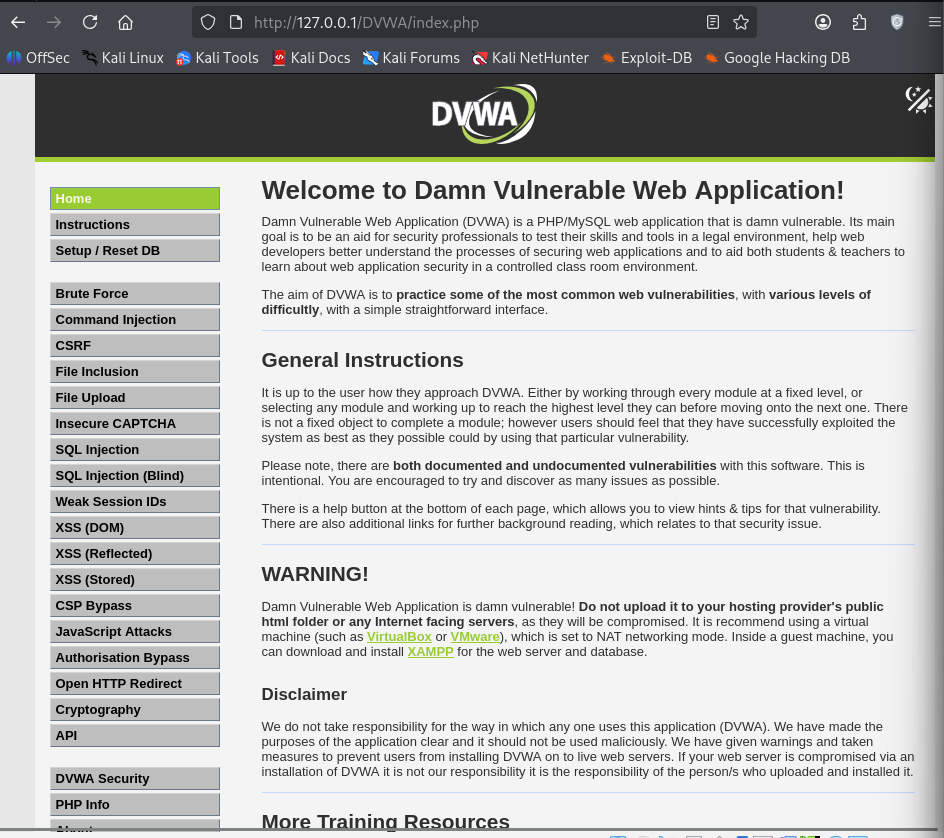 http://127.0.0.1/DVWA/index.php
OffSec Kali Linux Kali Tools Kali Docs Kali Forums Kali NetHunter Exploit-DB Google Hacking DB
DVWA
Home
Instructions
Setup / Reset DB
Brute Force
Command Injection
CSRF
File Inclusion
File Upload
Insecure CAPTCHA
SQL Injection
SQL Injection (Blind)
Weak Session IDs
XSS (DOM)
XSS (Reflected)
XSS (Stored)
CSP Bypass
JavaScript Attacks
Authorisation Bypass
Open HTTP Redirect
Cryptography
API
DVWA Security
PHP Info
About
Welcome to Damn Vulnerable Web Application!
Damn Vulnerable Web Application (DVWA) is a PHP/MySQL web application that is damn vulnerable. Its main
goal is to be an aid for security professionals to test their skills and tools in a legal environment, help web
developers better understand the processes of securing web applications and to aid both students & teachers to
learn about web application security in a controlled class room environment.
The aim of DVWA is to practice some of the most common web vulnerabilities, with various levels of
difficultly, with a simple straightforward interface.
General Instructions
It is up to the user how they approach DVWA. Either by working through every module at a fixed level, or
selecting any module and working up to reach the highest level they can before moving onto the next one. There
is not a fixed object to complete a module; however users should feel that they have successfully exploited the
system as best as they possible could by using that particular vulnerability.
Please note, there are both documented and undocumented vulnerabilities with this software. This is
intentional. You are encouraged to try and discover as many issues as possible.
There is a help button at the bottom of each page, which allows you to view hints & tips for that vulnerability.
There are also additional links for further background reading, which relates to that security issue.
WARNING!
Damn Vulnerable Web Application is damn vulnerable! Do not upload it to your hosting provider's public
html folder or any Internet facing servers, as they will be compromised. It is recommend using a virtual
machine (such as VirtualBox or VMware), which is set to NAT networking mode. Inside a guest machine, you
can download and install XAMPP for the web server and database.
Disclaimer
We do not take responsibility for the way in which any one uses this application (DVWA). We have made the
purposes of the application clear and it should not be used maliciously. We have given warnings and taken
measures to prevent users from installing DVWA on to live web servers. If your web server is compromised via an
installation of DVWA it is not our responsibility it is the responsibility of the person/s who uploaded and installed it.
More Training Resources